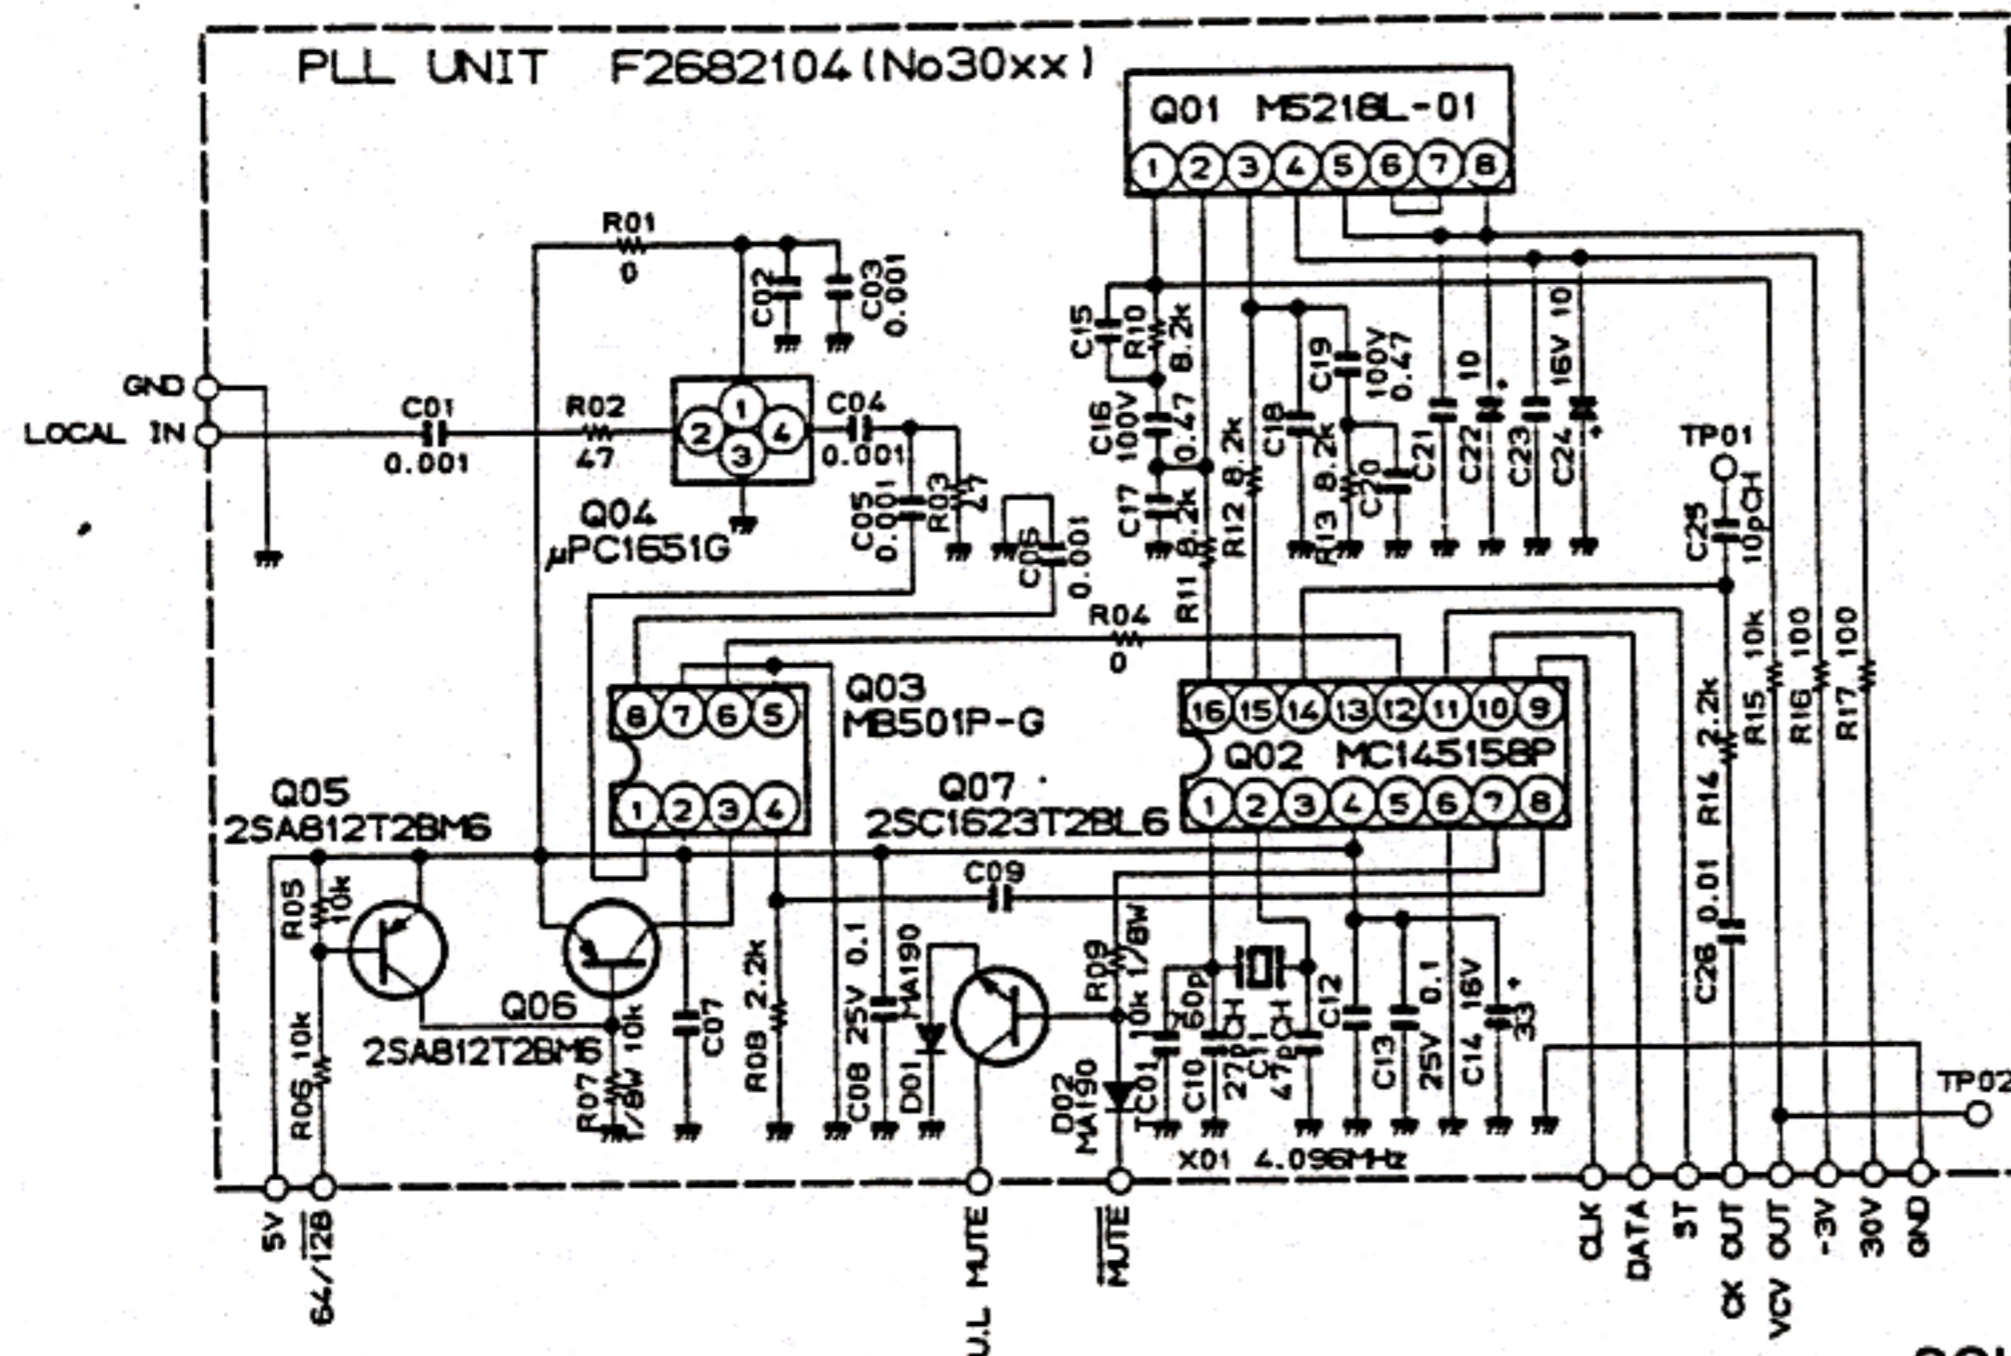 PLL UNIT F2682104(No30xx)
Q01 M5218L-01
1 2 3 4 5 6 7 8
R01
0
C02
C03
0.001
GND
LOCAL IN
C01
0.001
R02
47
1
2
4
3
C04
0.001
Q04
µPC1651G
C05
0.001
R03
47
C06
0.001
C15
R10
8.2k
C16
100V
0.47
C17
R11
8.2k
R12 8.2k
C18
C19
100V
0.47
R13 8.2k
C20
C21
C22
10
+
C23
C24
16V 10
+
TP01
C25
10pCH
R04
0
Q03
MB501P-G
8 7 6 5
1 2 3 4
16 15 14 13 12 11 10 9
Q02 MC145158P
1 2 3 4 5 6 7 8
R14 2.2k
R15 10k
R16 100
R17 100
Q05
2SA812T2BM6
Q07
2SC1623T2BL6
R05
10k
R06 10k
Q06
2SA812T2BM6
R07
1/8W 10k
C07
R08 2.2k
C08 25V 0.1
C09
D01
MA190
R09
10k 1/8W
D02
MA190
TC01
60p
C10
27pCH
C11
47pCH
C12
C13
25V 0.1
C14 16V
33
+
X01 4.096MHz
C26 0.01
TP02
5V
64/128
U.L MUTE
MUTE
CLK
DATA
ST
CK OUT
VCV OUT
-3V
30V
GND